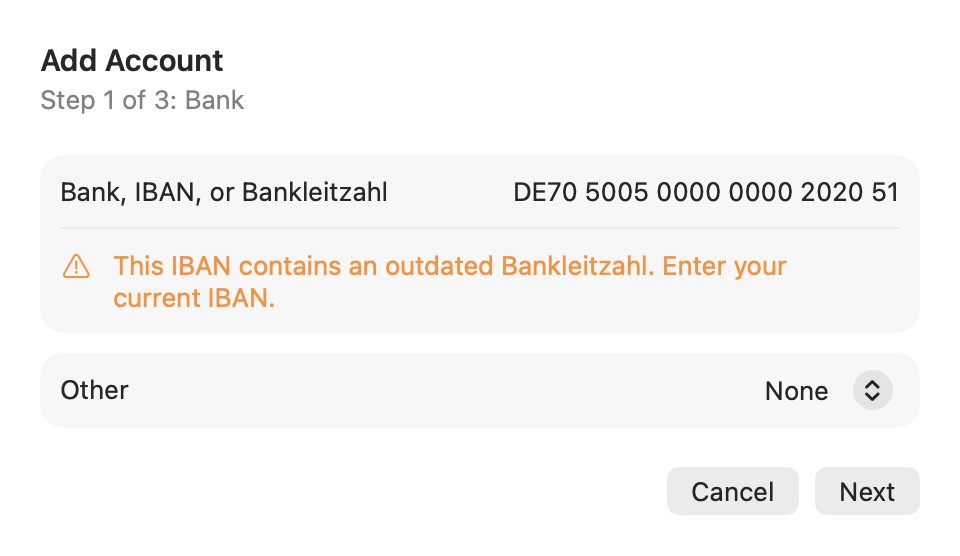 Add Account
Step 1 of 3: Bank
Bank, IBAN, or Bankleitzahl DE70 5005 0000 0000 2020 51
This IBAN contains an outdated Bankleitzahl. Enter your
current IBAN.
Other None
Cancel Next